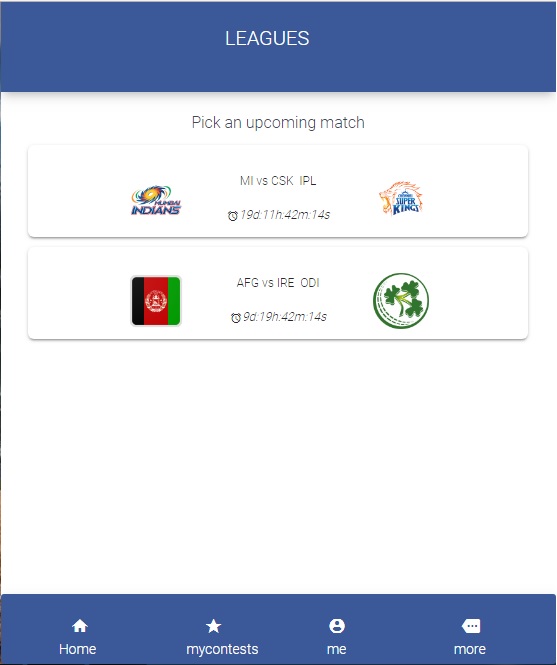 LEAGUES
Pick an upcoming match
MI vs CSK IPL
MUMBAI
INDIANS
19d:11h:42m:14s
CHENNAI
SUPER
KINGS
AFG vs IRE ODI
9d:19h:42m:14s
Home
mycontests
me
more